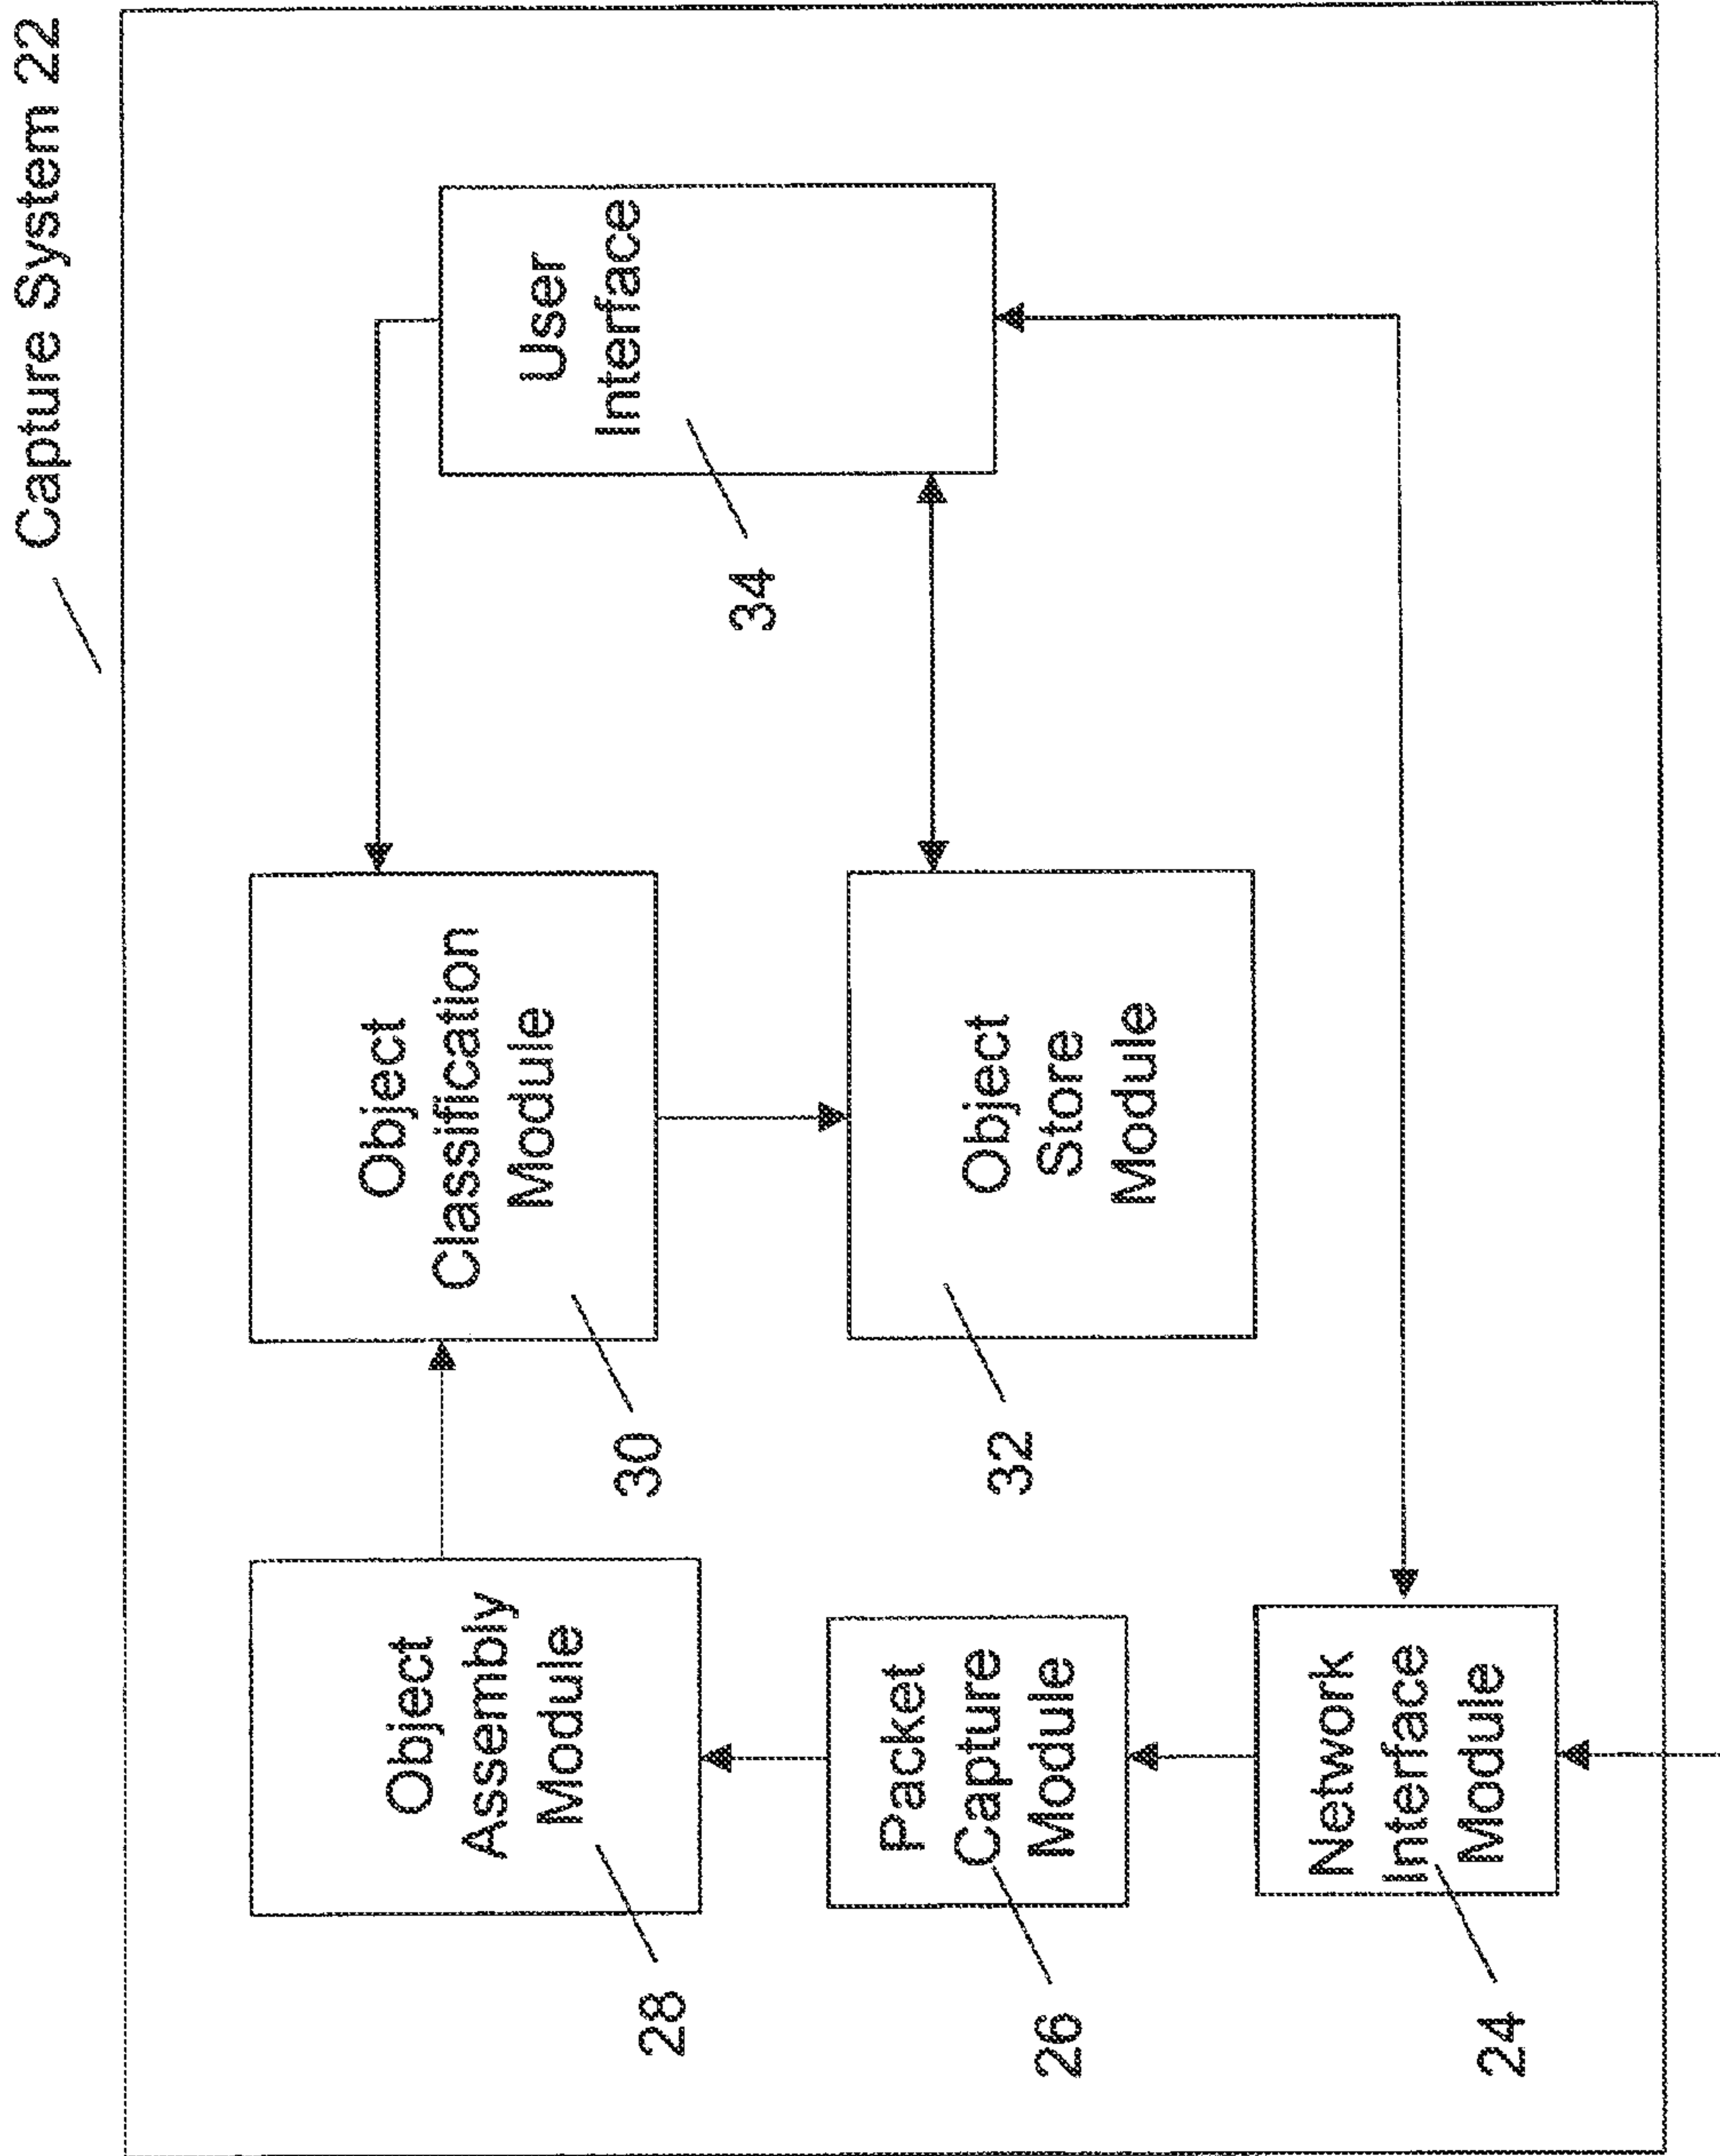 Capture System 22
Object
Assembly
Module
28
Object
Classification
Module
30
User
Interface
34
Packet
Capture
Module
26
Object
Store
Module
32
Network
Interface
Module
24